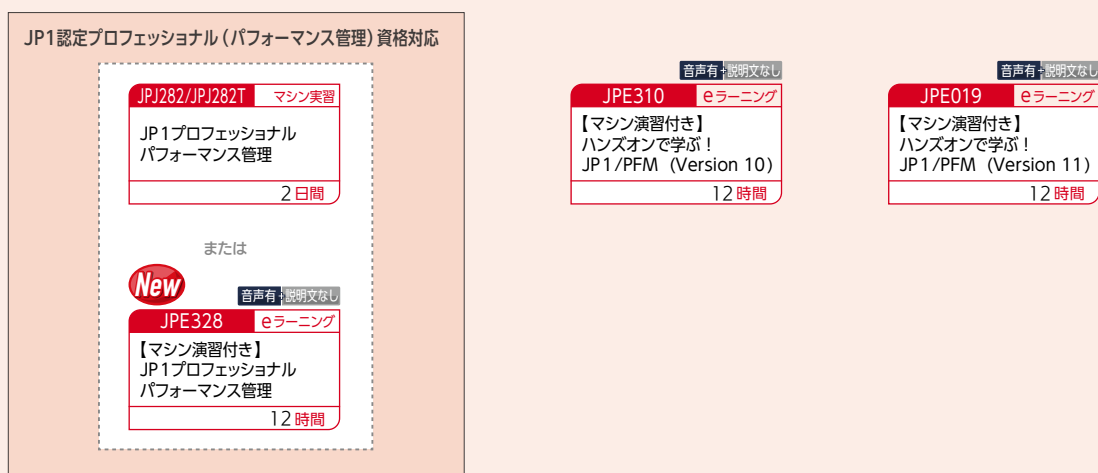 JP1認定プロフェッショナル（パフォーマンス管理）資格対応
JPJ282/JPJ282T マシン実習
JP1プロフェッショナル
パフォーマンス管理
2日間
または
New
音声有+説明文なし
JPE328 eラーニング
【マシン演習付き】
JP1プロフェッショナル
パフォーマンス管理
12時間
音声有+説明文なし
JPE310 eラーニング
【マシン演習付き】
ハンズオンで学ぶ！
JP1/PFM（Version 10）
12時間
音声有+説明文なし
JPE019 eラーニング
【マシン演習付き】
ハンズオンで学ぶ！
JP1/PFM（Version 11）
12時間